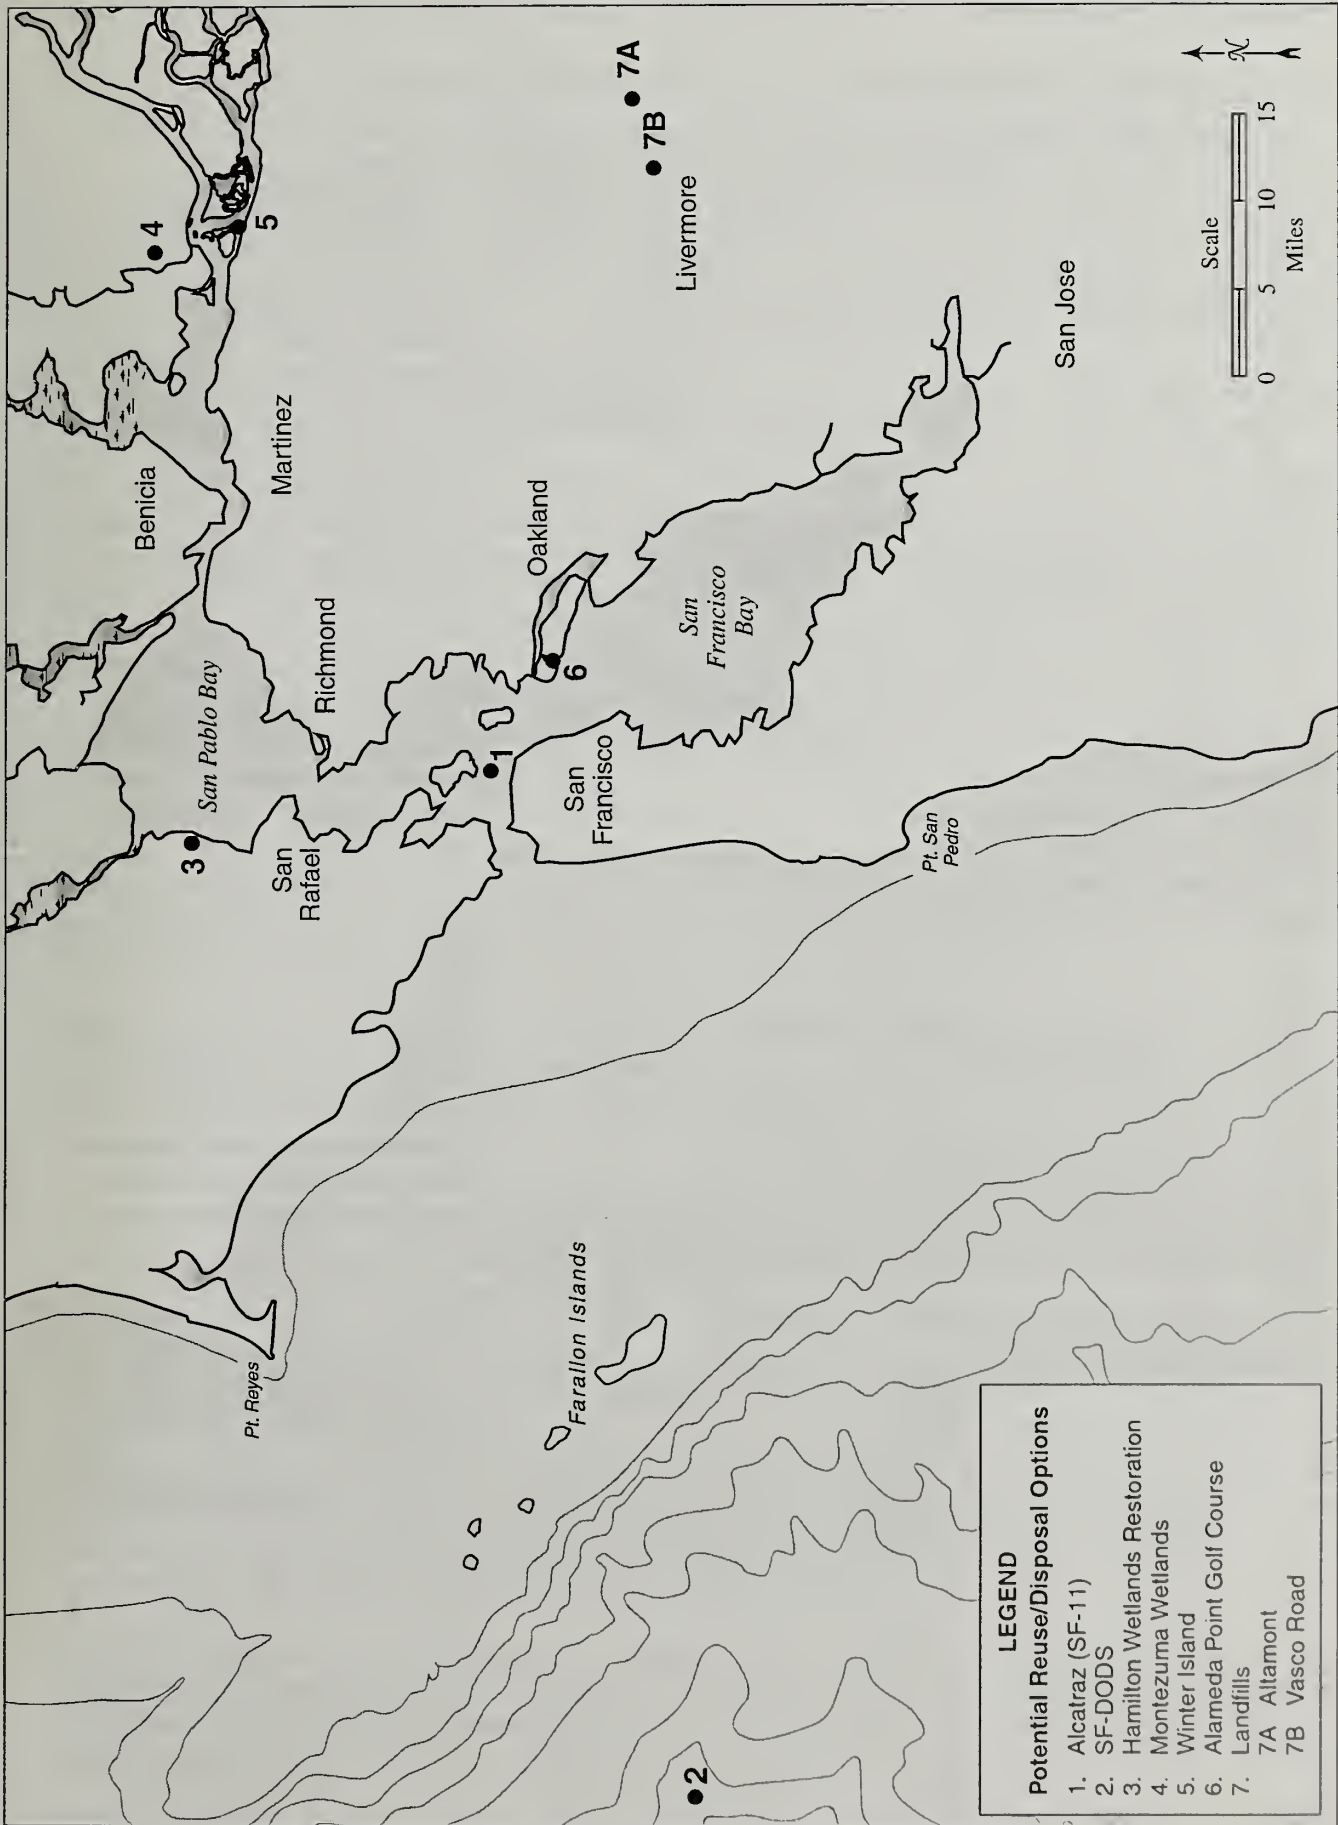 4
5
7A
7B
Livermore
Benicia
Martinez
San Jose
Oakland
Richmond
San Pablo Bay
San
Francisco
Bay
6
1
3
San
Rafael
San
Francisco
Pt. San
Pedro
Pt. Reyes
Farallon Islands
2
N
Scale
0 5 10 15
Miles
LEGEND
Potential Reuse/Disposal Options
1. Alcatraz (SF-11)
2. SF-DODS
3. Hamilton Wetlands Restoration
4. Montezuma Wetlands
5. Winter Island
6. Alameda Point Golf Course
7. Landfills
7A Altamont
7B Vasco Road